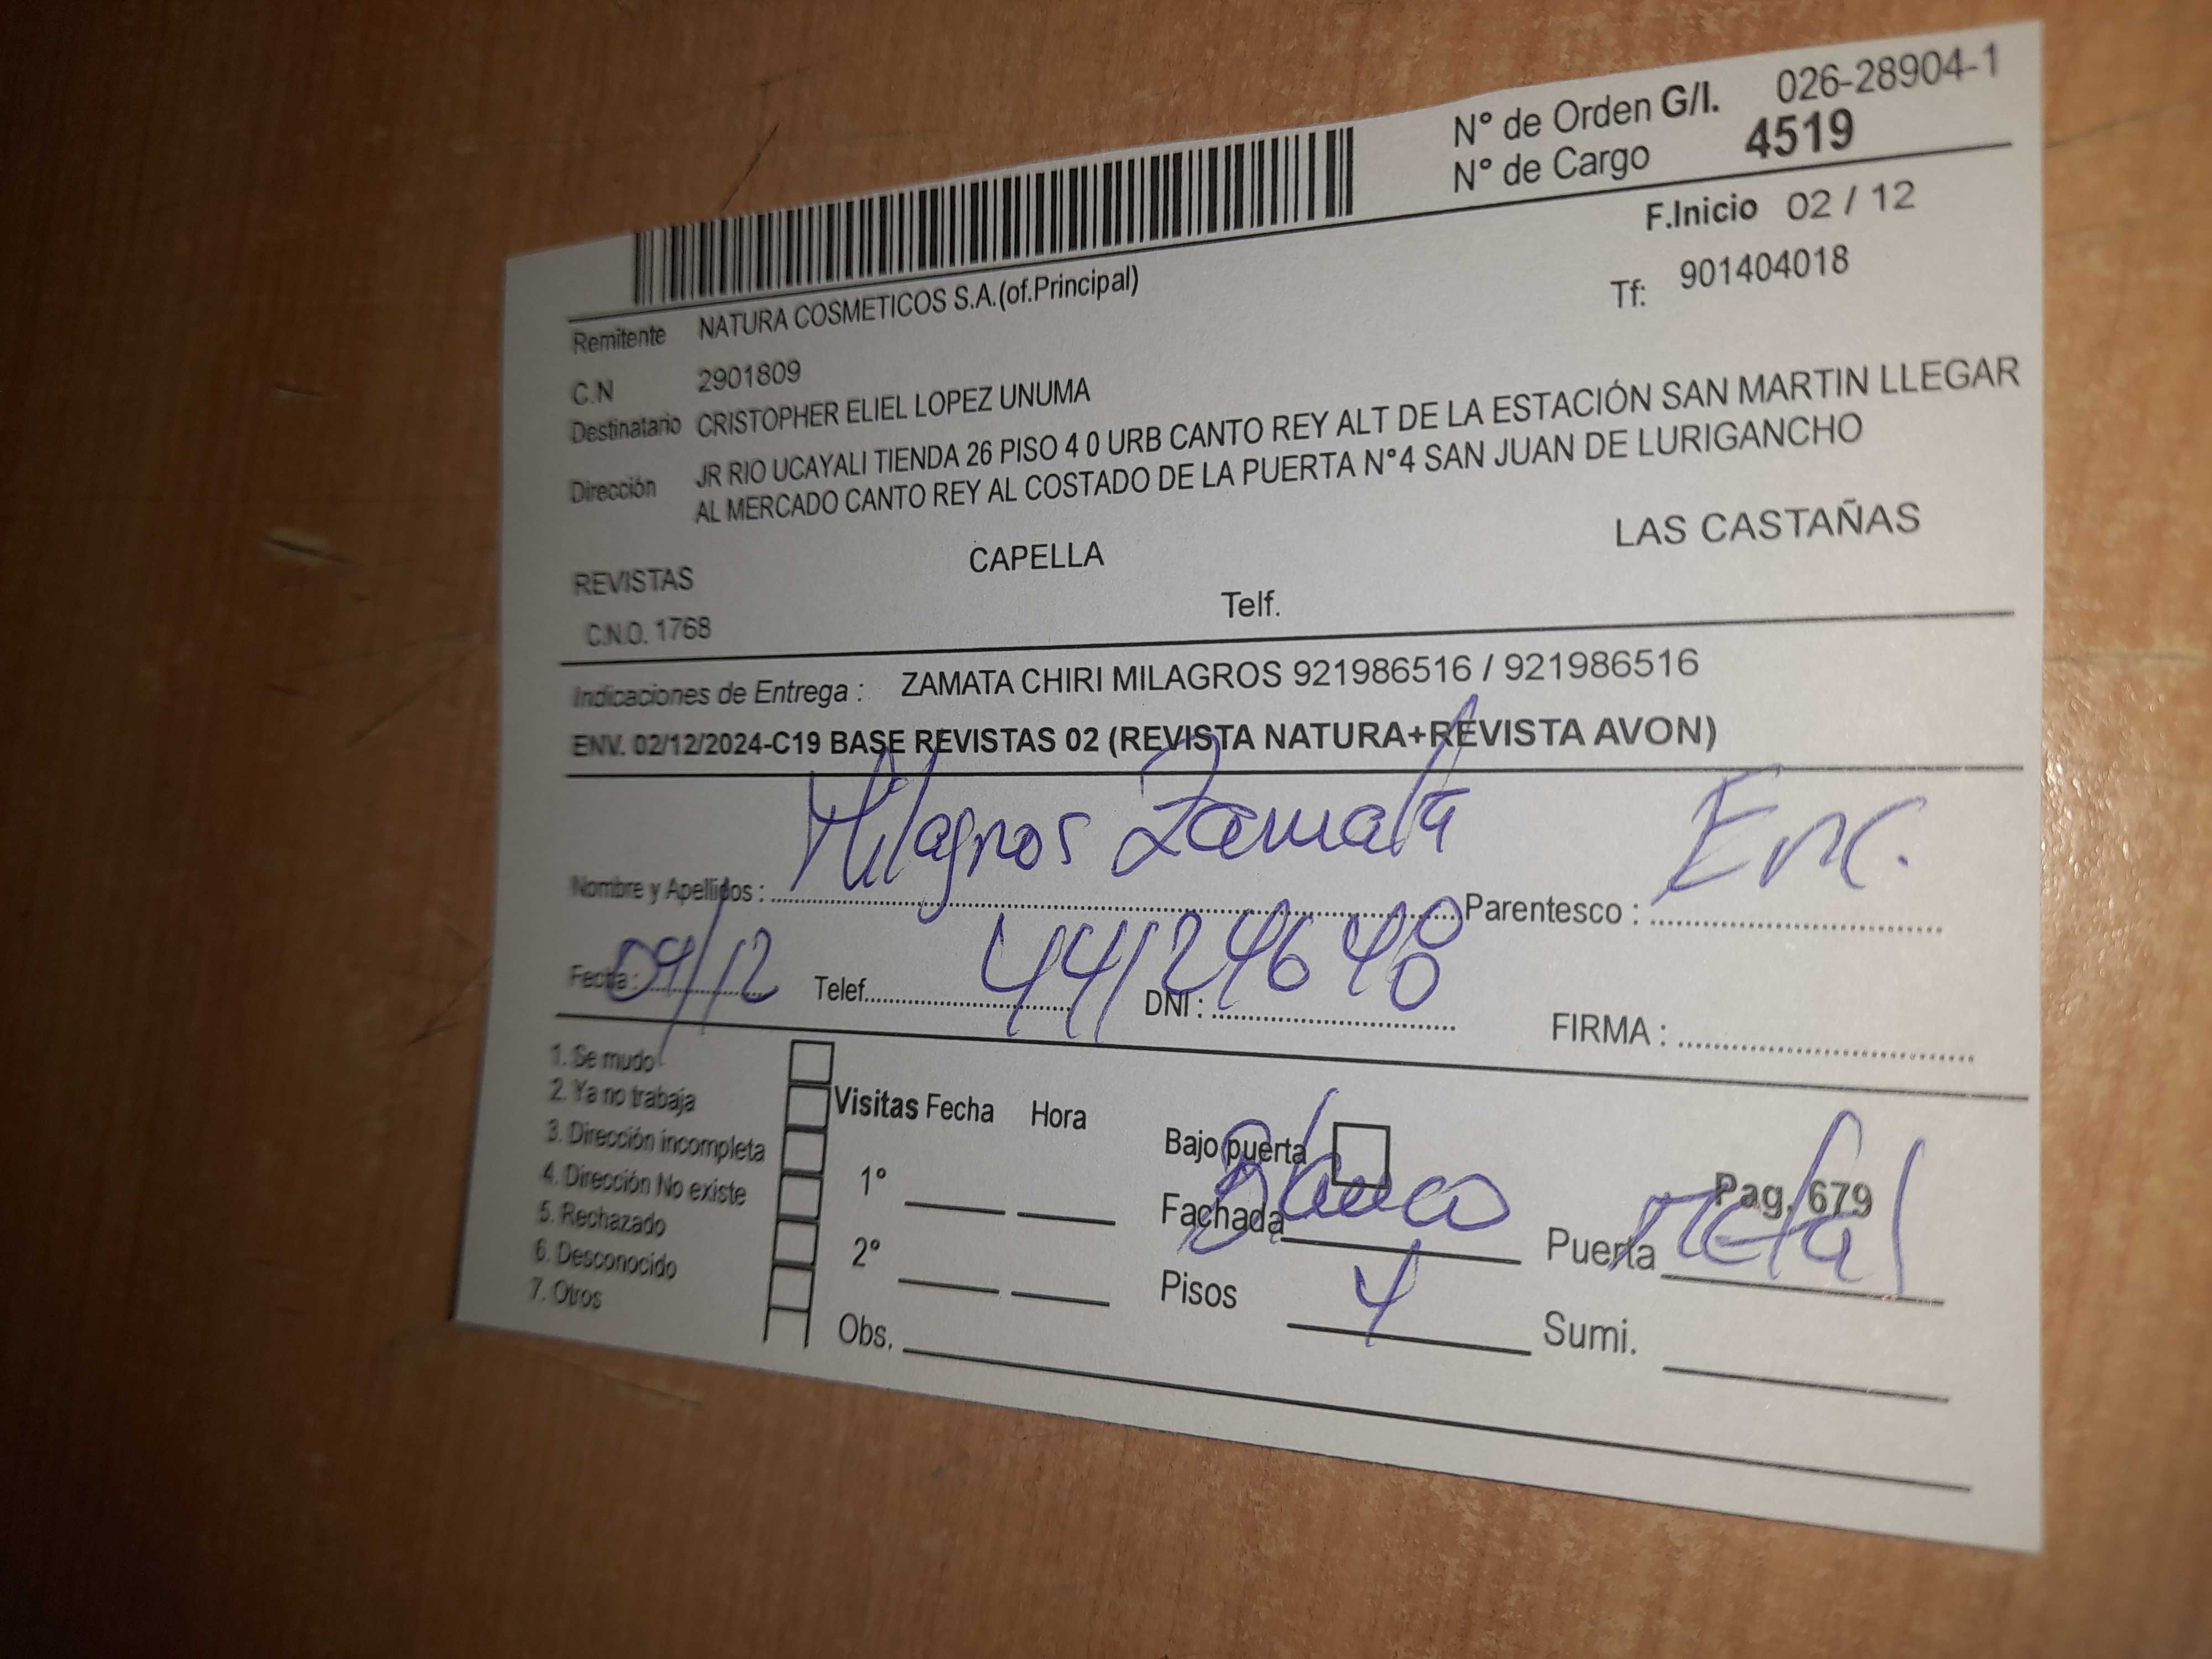 N° de Orden G/I. 026-28904-1
N° de Cargo 4519
F.Inicio 02 / 12
Remitente NATURA COSMETICOS S.A.(of.Principal)
Tf: 901404018
C.N 2901809
Destinatario CRISTOPHER ELIEL LOPEZ UNUMA
Dirección JR RIO UCAYALI TIENDA 26 PISO 4 0 URB CANTO REY ALT DE LA ESTACIÓN SAN MARTIN LLEGAR
AL MERCADO CANTO REY AL COSTADO DE LA PUERTA N°4 SAN JUAN DE LURIGANCHO
REVISTAS CAPELLA LAS CASTAÑAS
C.N.O. 1768 Telf.
Indicaciones de Entrega : ZAMATA CHIRI MILAGROS 921986516 / 921986516
ENV. 02/12/2024-C19 BASE REVISTAS 02 (REVISTA NATURA+REVISTA AVON)
Nombre y Apellidos : Milagros Zamata Parentesco : Enc.
Fecha : 04/12 Telef. DNI : 44124648 FIRMA :
1. Se mudo
2. Ya no trabaja
3. Dirección incompleta
4. Dirección No existe
5. Rechazado
6. Desconocido
7. Otros
Visitas Fecha Hora
1°
2°
Obs.
Bajo puerta
Pag. 679
Fachada Blanco Puerta metal
Pisos 4 Sumi.